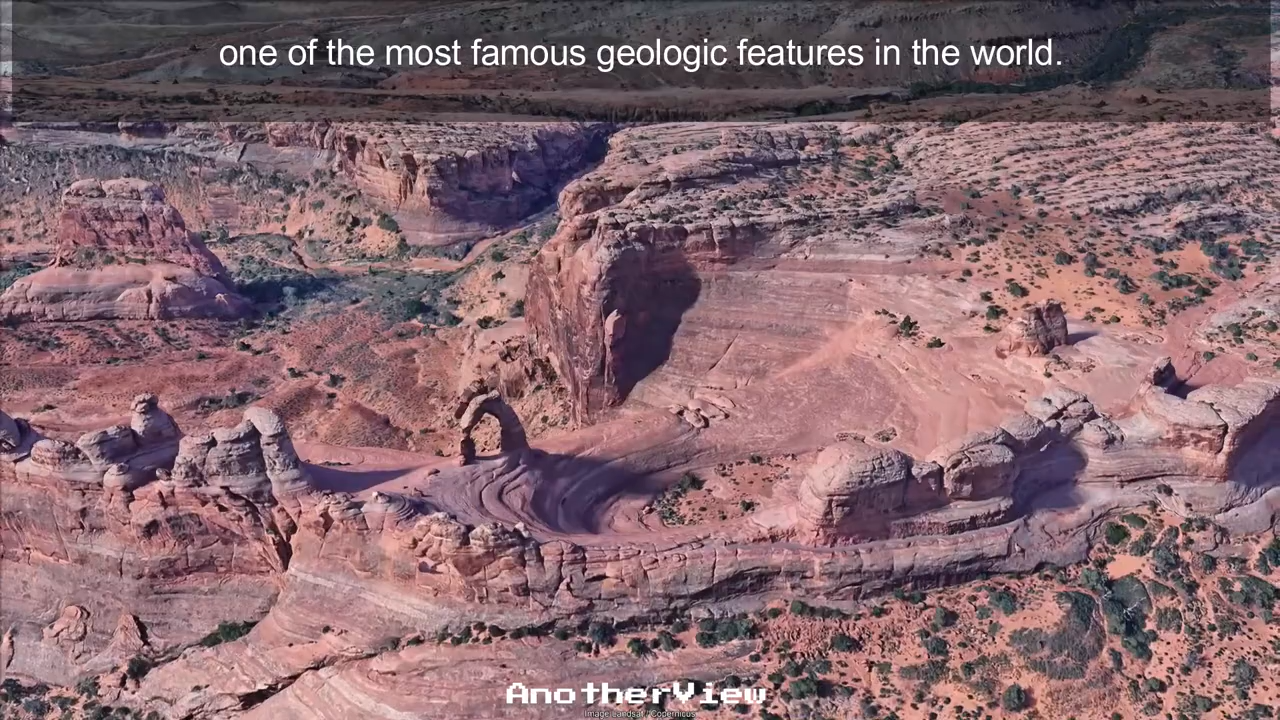 one of the most famous geologic features in the world.
AnotherView
Image Landsat / Copernicus